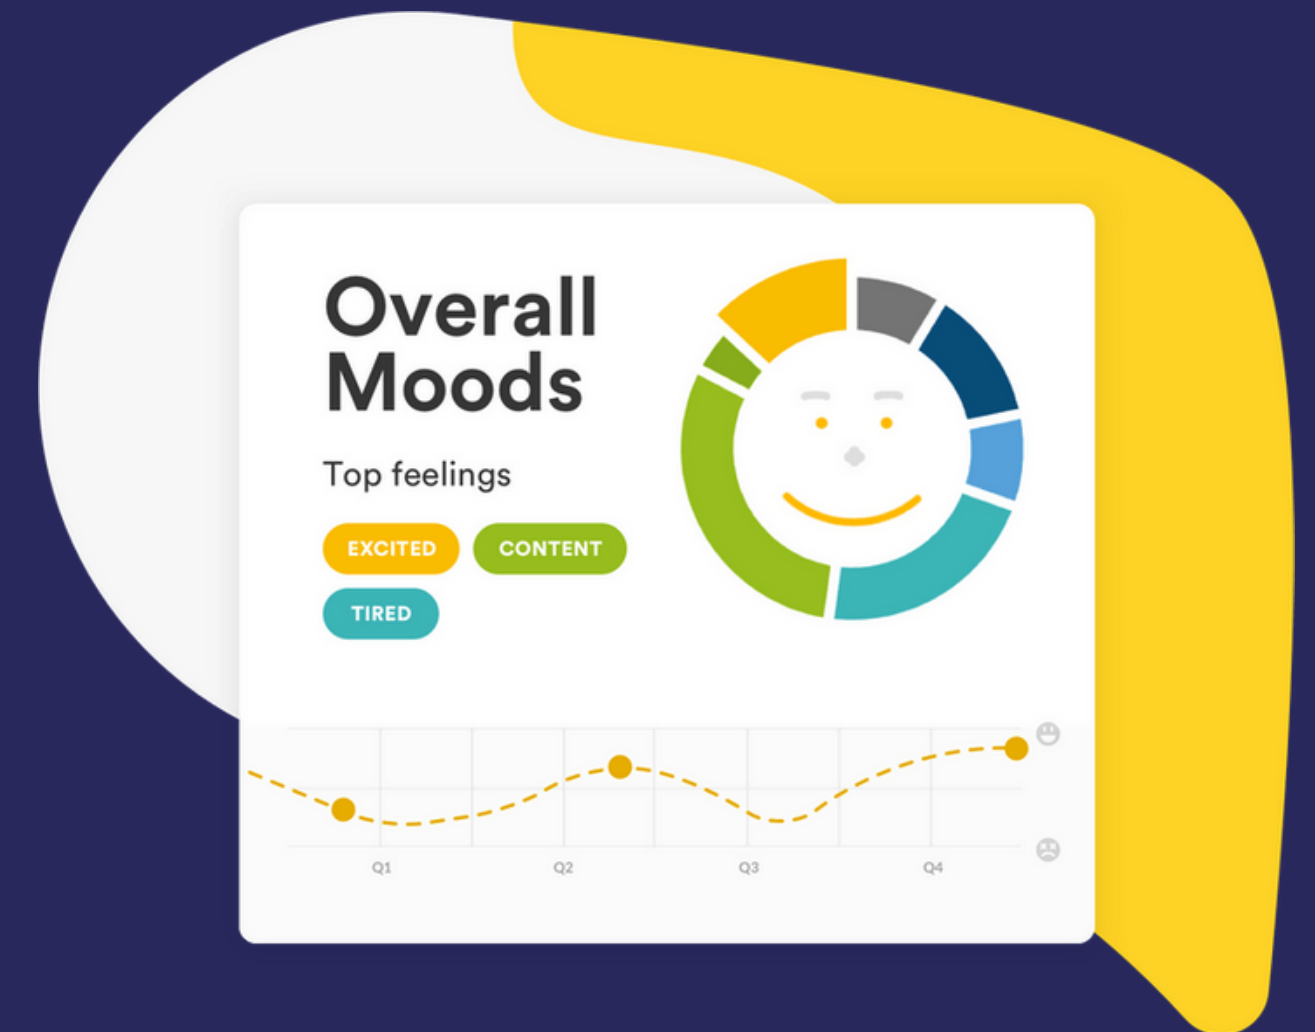 Overall
Moods
Top feelings
EXCITED CONTENT
TIRED
Q1 Q2 Q3 Q4